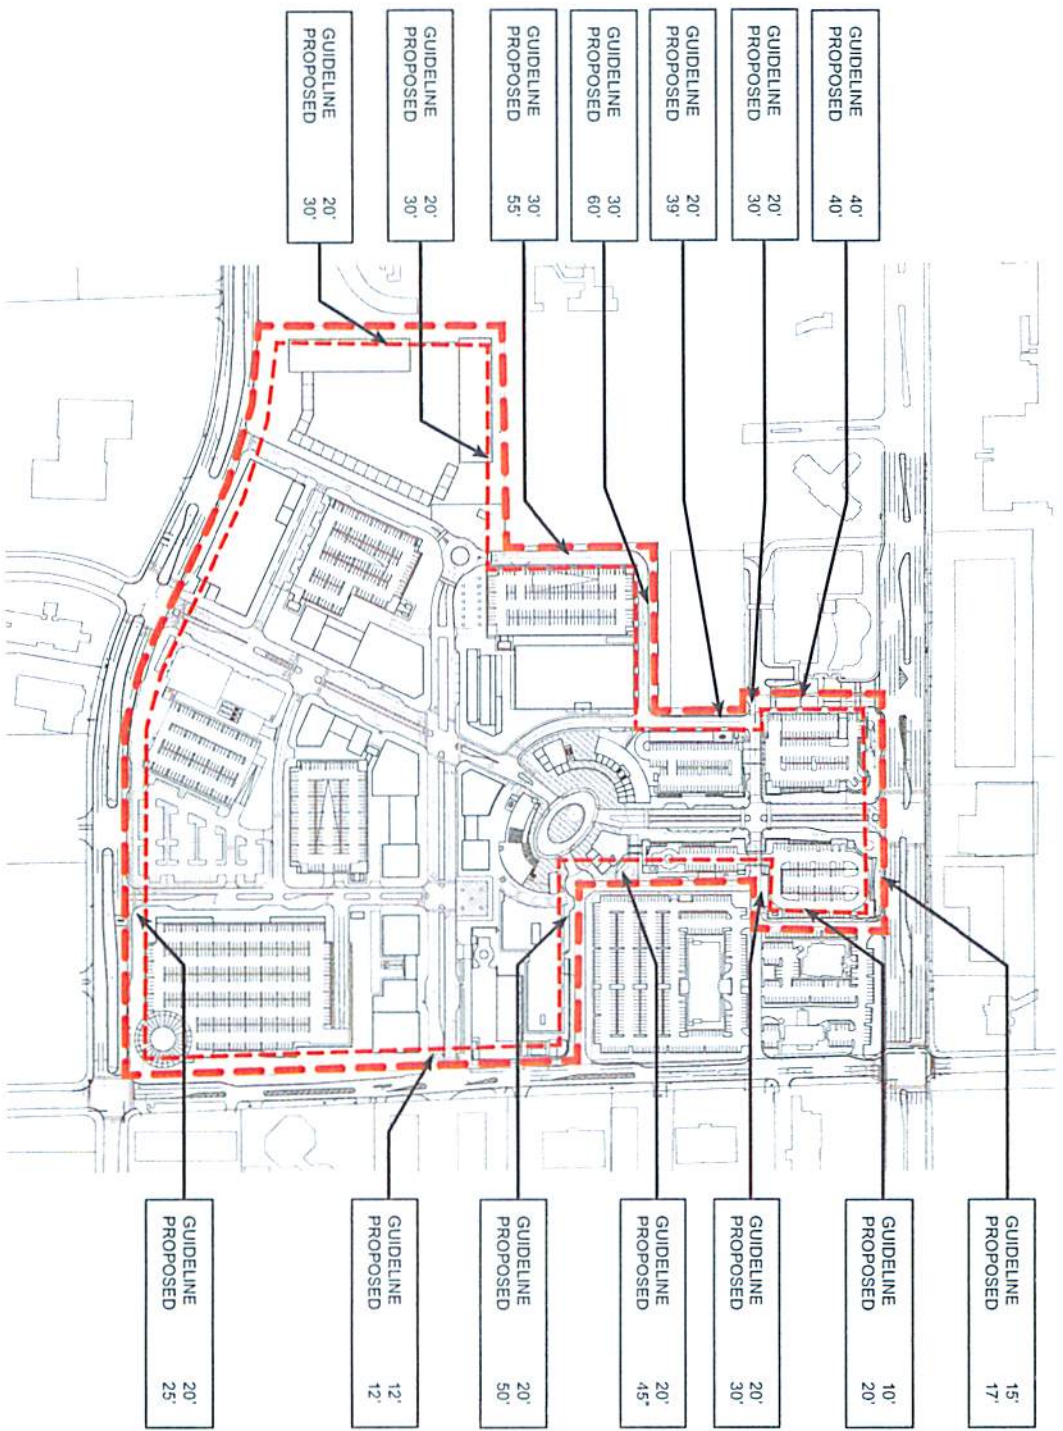 GUIDELINE 40'
PROPOSED 40'
GUIDELINE 20'
PROPOSED 30'
GUIDELINE 20'
PROPOSED 39'
GUIDELINE 30'
PROPOSED 60'
GUIDELINE 30'
PROPOSED 55'
GUIDELINE 20'
PROPOSED 30'
GUIDELINE 20'
PROPOSED 30'
GUIDELINE 15'
PROPOSED 17'
GUIDELINE 10'
PROPOSED 20'
GUIDELINE 20'
PROPOSED 30'
GUIDELINE 20'
PROPOSED 45"
GUIDELINE 20'
PROPOSED 50'
GUIDELINE 12'
PROPOSED 12'
GUIDELINE 20'
PROPOSED 25'